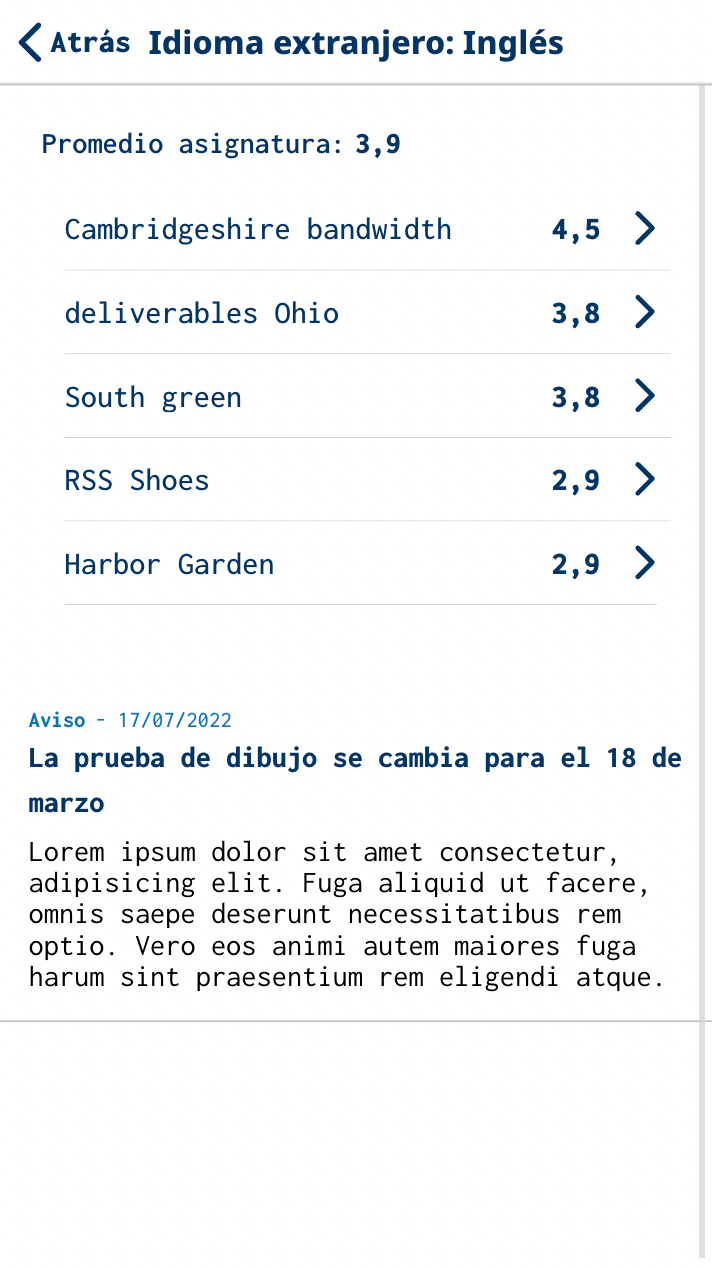 Atrás Idioma extranjero: Inglés
Promedio asignatura: 3,9
Cambridgeshire bandwidth 4,5
deliverables Ohio 3,8
South green 3,8
RSS Shoes 2,9
Harbor Garden 2,9
Aviso - 17/07/2022
La prueba de dibujo se cambia para el 18 de
marzo
Lorem ipsum dolor sit amet consectetur,
adipisicing elit. Fuga aliquid ut facere,
omnis saepe deserunt necessitatibus rem
optio. Vero eos animi autem maiores fuga
harum sint praesentium rem eligendi atque.